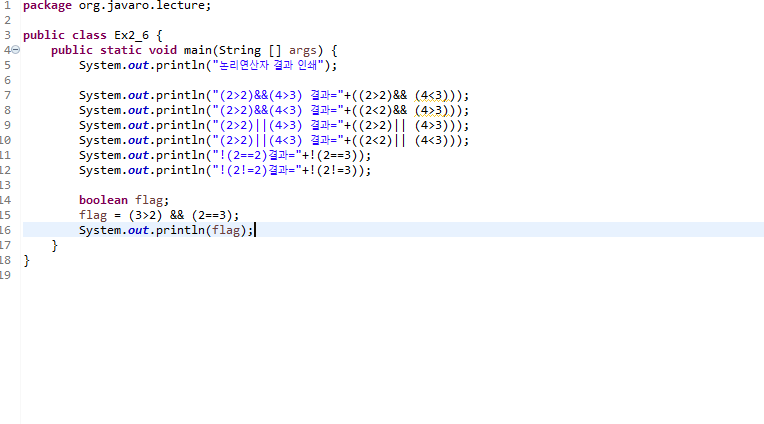 1 package org.javaro.lecture;
2
3 public class Ex2_6 {
4 public static void main(String [] args) {
5 System.out.println("논리연산자 결과 인쇄");
6
7 System.out.println("(2>2)&&(4>3) 결과="+((2>2)&& (4<3)));
8 System.out.println("(2>2)&&(4<3) 결과="+((2<2)&& (4>3)));
9 System.out.println("(2>2)||(4>3) 결과="+((2>2)|| (4>3)));
10 System.out.println("(2>2)||(4<3) 결과="+((2<2)|| (4<3)));
11 System.out.println("!(2==2)결과="+!(2==3));
12 System.out.println("!(2!=2)결과="+!(2!=3));
13
14 boolean flag;
15 flag = (3>2) && (2==3);
16 System.out.println(flag);
17 }
18 }
19